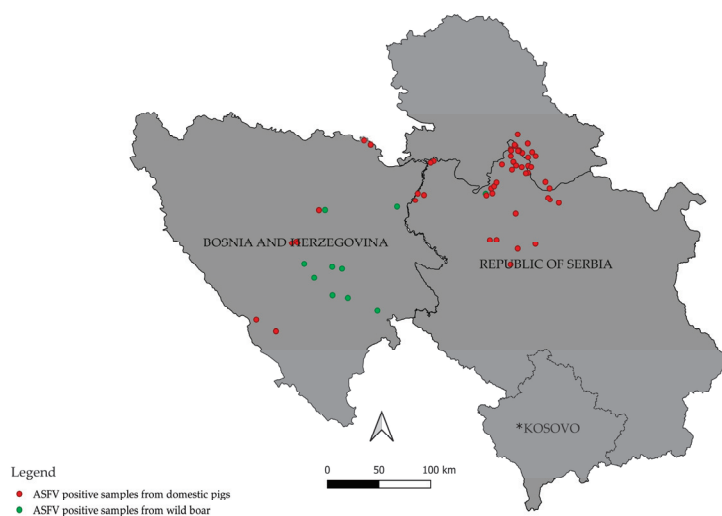 BOSNIA AND HERZEGOVINA
REPUBLIC OF SERBIA
*KOSOVO
Legend
ASFV positive samples from domestic pigs
ASFV positive samples from wild boar
0 50 100 km